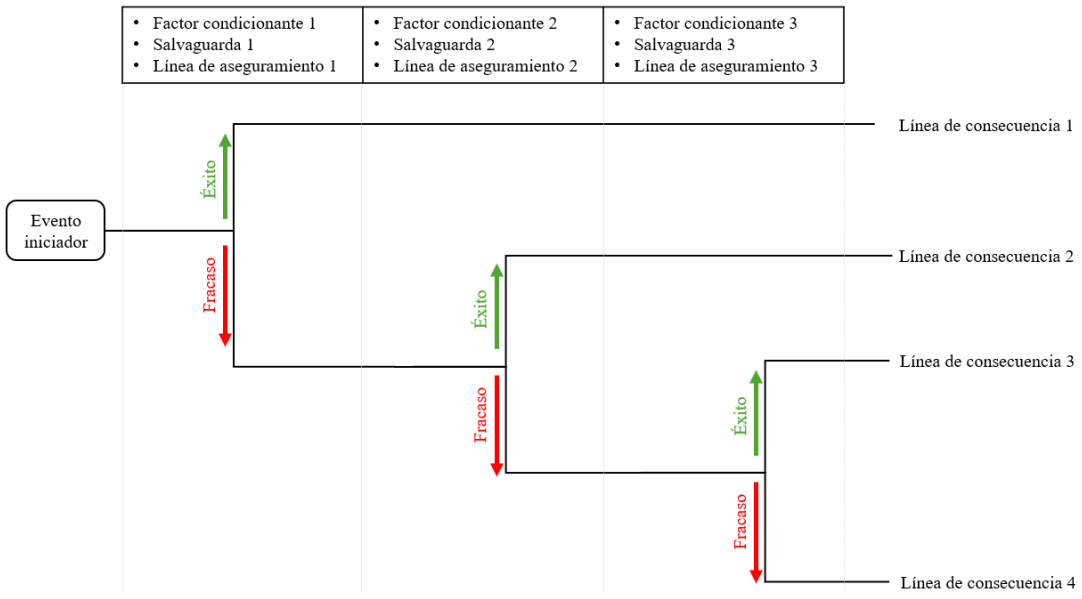 • Factor condicionante 1
• Salvaguarda 1
• Línea de aseguramiento 1
• Factor condicionante 2
• Salvaguarda 2
• Línea de aseguramiento 2
• Factor condicionante 3
• Salvaguarda 3
• Línea de aseguramiento 3
Línea de consecuencia 1
Éxito
Evento
iniciador
Fracaso
Línea de consecuencia 2
Éxito
Fracaso
Línea de consecuencia 3
Éxito
Fracaso
Línea de consecuencia 4